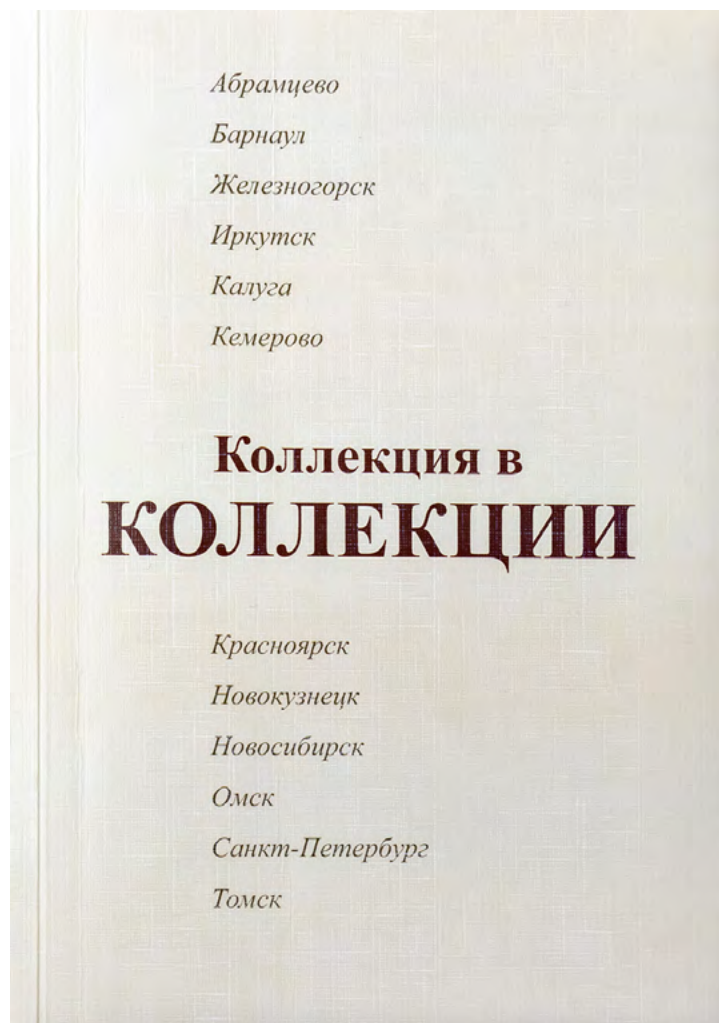 Абрамцево
Барнаул
Железногорск
Иркутск
Калуга
Кемерово
Коллекция в
КОЛЛЕКЦИИ
Красноярск
Новокузнецк
Новосибирск
Омск
Санкт-Петербург
Томск